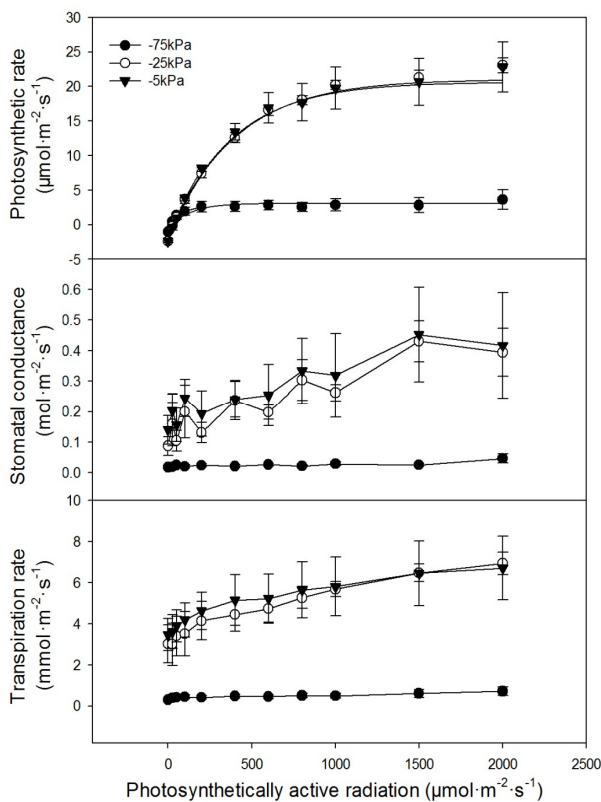 30
25
20
15
10
5
0
-5
Photosynthetic rate
(µmol·m⁻²·s⁻¹)
-75kPa
-25kPa
-5kPa
0.6
0.5
0.4
0.3
0.2
0.1
0.0
Stomatal conductance
(mol·m⁻²·s⁻¹)
10
8
6
4
2
0
Transpiration rate
(mmol·m⁻²·s⁻¹)
0 500 1000 1500 2000 2500
Photosynthetically active radiation (µmol·m⁻²·s⁻¹)